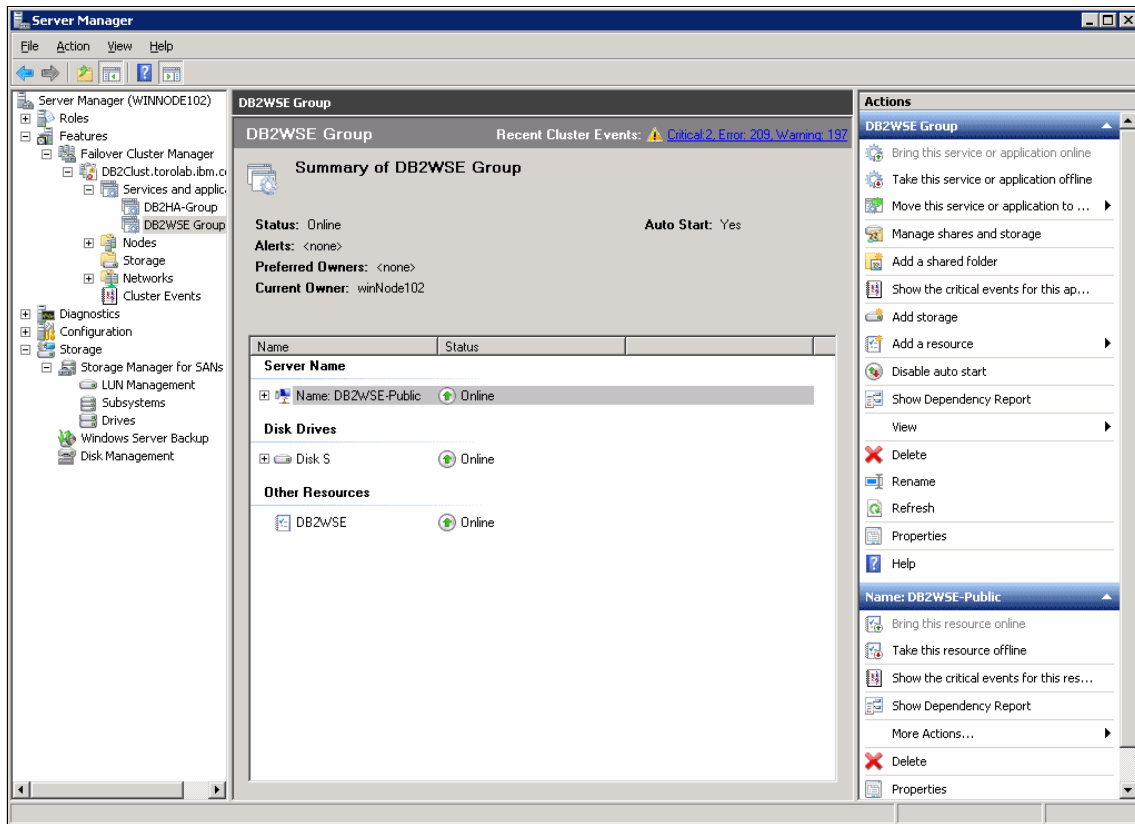 Server Manager
File Action View Help
Server Manager (WINNODE102)
Roles
Features
Failover Cluster Manager
DB2Clust.torolab.ibm.c
Services and applic
DB2HA-Group
DB2WSE Group
Nodes
Storage
Networks
Cluster Events
Diagnostics
Configuration
Storage
Storage Manager for SANs
LUN Management
Subsystems
Drives
Windows Server Backup
Disk Management
DB2WSE Group
DB2WSE Group Recent Cluster Events: Critical:2, Error: 209, Warning: 197
Summary of DB2WSE Group
Status: Online Auto Start: Yes
Alerts: <none>
Preferred Owners: <none>
Current Owner: winNode102
Name Status
Server Name
Name: DB2WSE-Public Online
Disk Drives
Disk S Online
Other Resources
DB2WSE Online
Actions
DB2WSE Group
Bring this service or application online
Take this service or application offline
Move this service or application to ...
Manage shares and storage
Add a shared folder
Show the critical events for this ap...
Add storage
Add a resource
Disable auto start
Show Dependency Report
View
Delete
Rename
Refresh
Properties
Help
Name: DB2WSE-Public
Bring this resource online
Take this resource offline
Show the critical events for this res...
Show Dependency Report
More Actions...
Delete
Properties